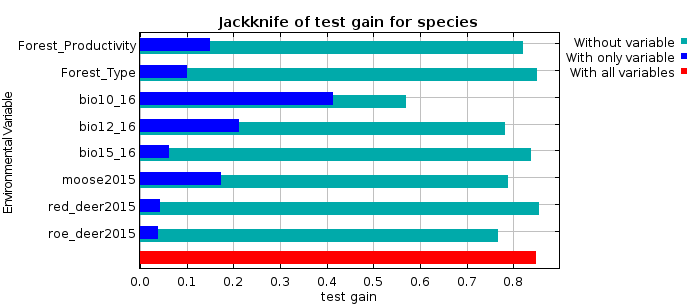 Jackknife of test gain for species
Forest_Productivity
Forest_Type
bio10_16
bio12_16
bio15_16
moose2015
red_deer2015
roe_deer2015
Environmental Variable
0.0 0.1 0.2 0.3 0.4 0.5 0.6 0.7 0.8
test gain
Without variable
With only variable
With all variables